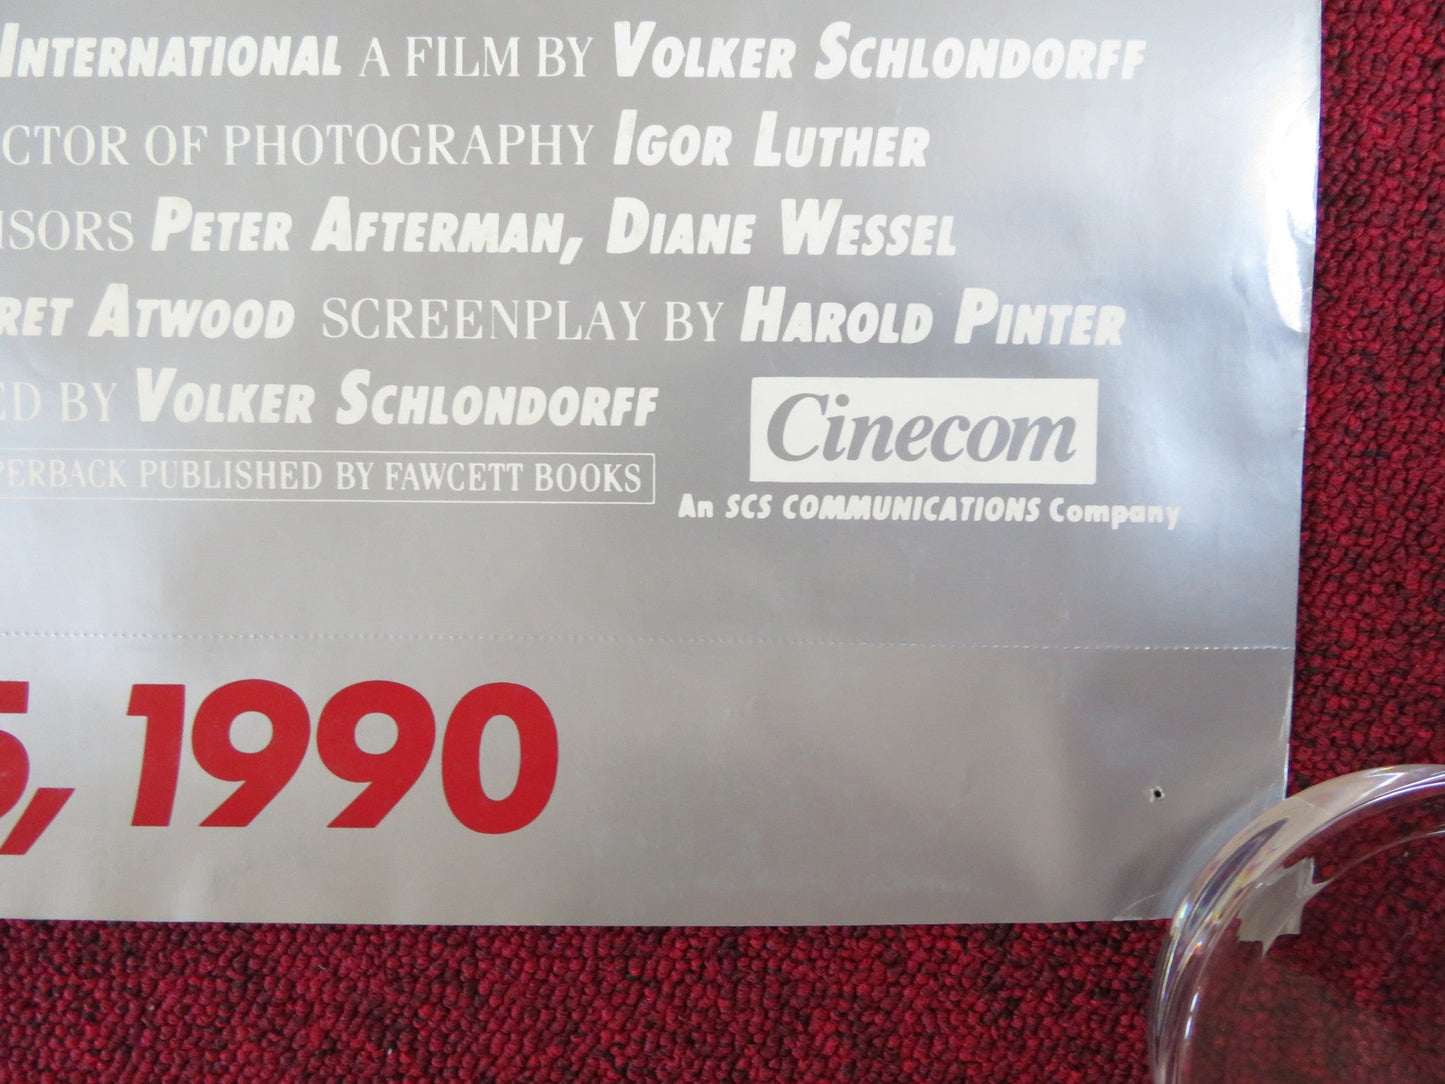 INTERNATIONAL A FILM BY VOLKER SCHLONDORFF
CTOR OF PHOTOGRAPHY IGOR LUTHER
ISORS PETER AFTERMAN, DIANE WESSEL
RET ATWOOD SCREENPLAY BY HAROLD PINTER
ED BY VOLKER SCHLONDORFF
PERBACK PUBLISHED BY FAWCETT BOOKS
Cinecom
An SCS COMMUNICATIONS Company
5, 1990